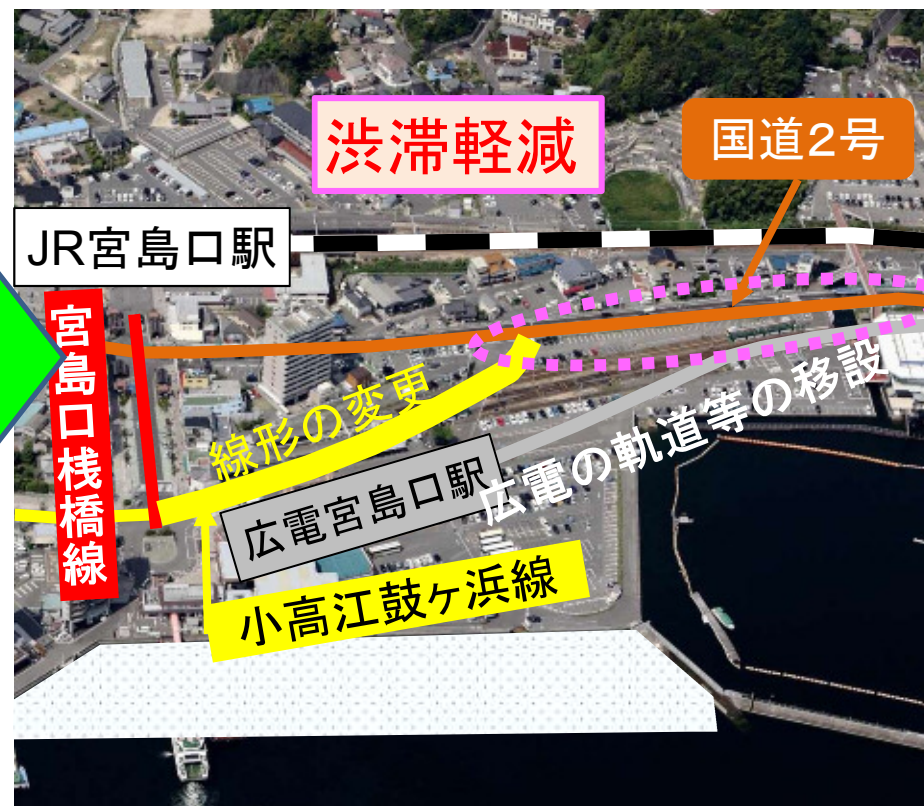 渋滞軽減
国道2号
JR宮島口駅
宮島口桟橋線
線形の変更
広電の軌道等の移設
広電宮島口駅
小高江鼓ヶ浜線